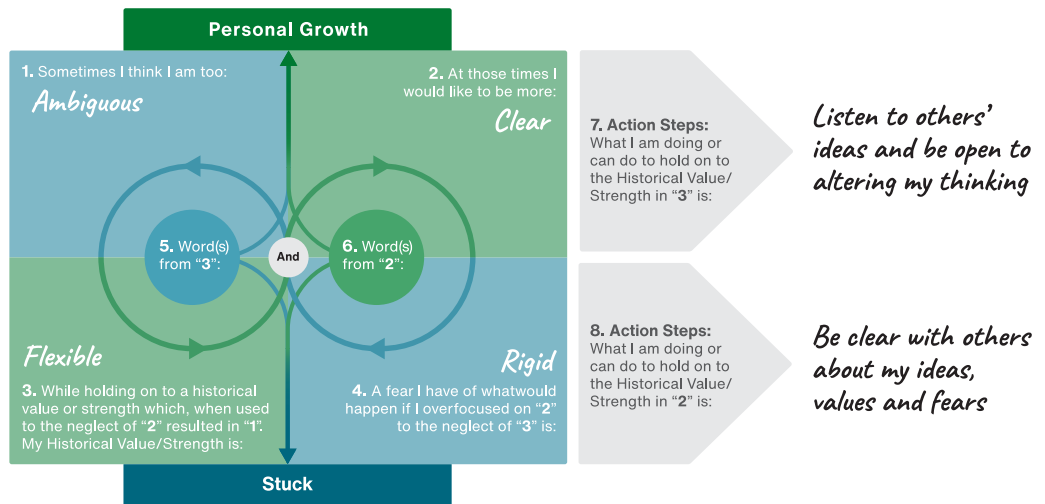 Personal Growth
1. Sometimes I think I am too:
Ambiguous
2. At those times I
would like to be more:
Clear
5. Word(s)
from “3”:
And
6. Word(s)
from “2”:
Flexible
3. While holding on to a historical
value or strength which, when used
to the neglect of “2” resulted in “1”.
My Historical Value/Strength is:
Rigid
4. A fear I have of whatwould
happen if I overfocused on “2”
to the neglect of “3” is:
Stuck
7. Action Steps:
What I am doing or
can do to hold on to
the Historical Value/
Strength in “3” is:
Listen to others’
ideas and be open to
altering my thinking
8. Action Steps:
What I am doing or
can do to hold on to
the Historical Value/
Strength in “2” is:
Be clear with others
about my ideas,
values and fears